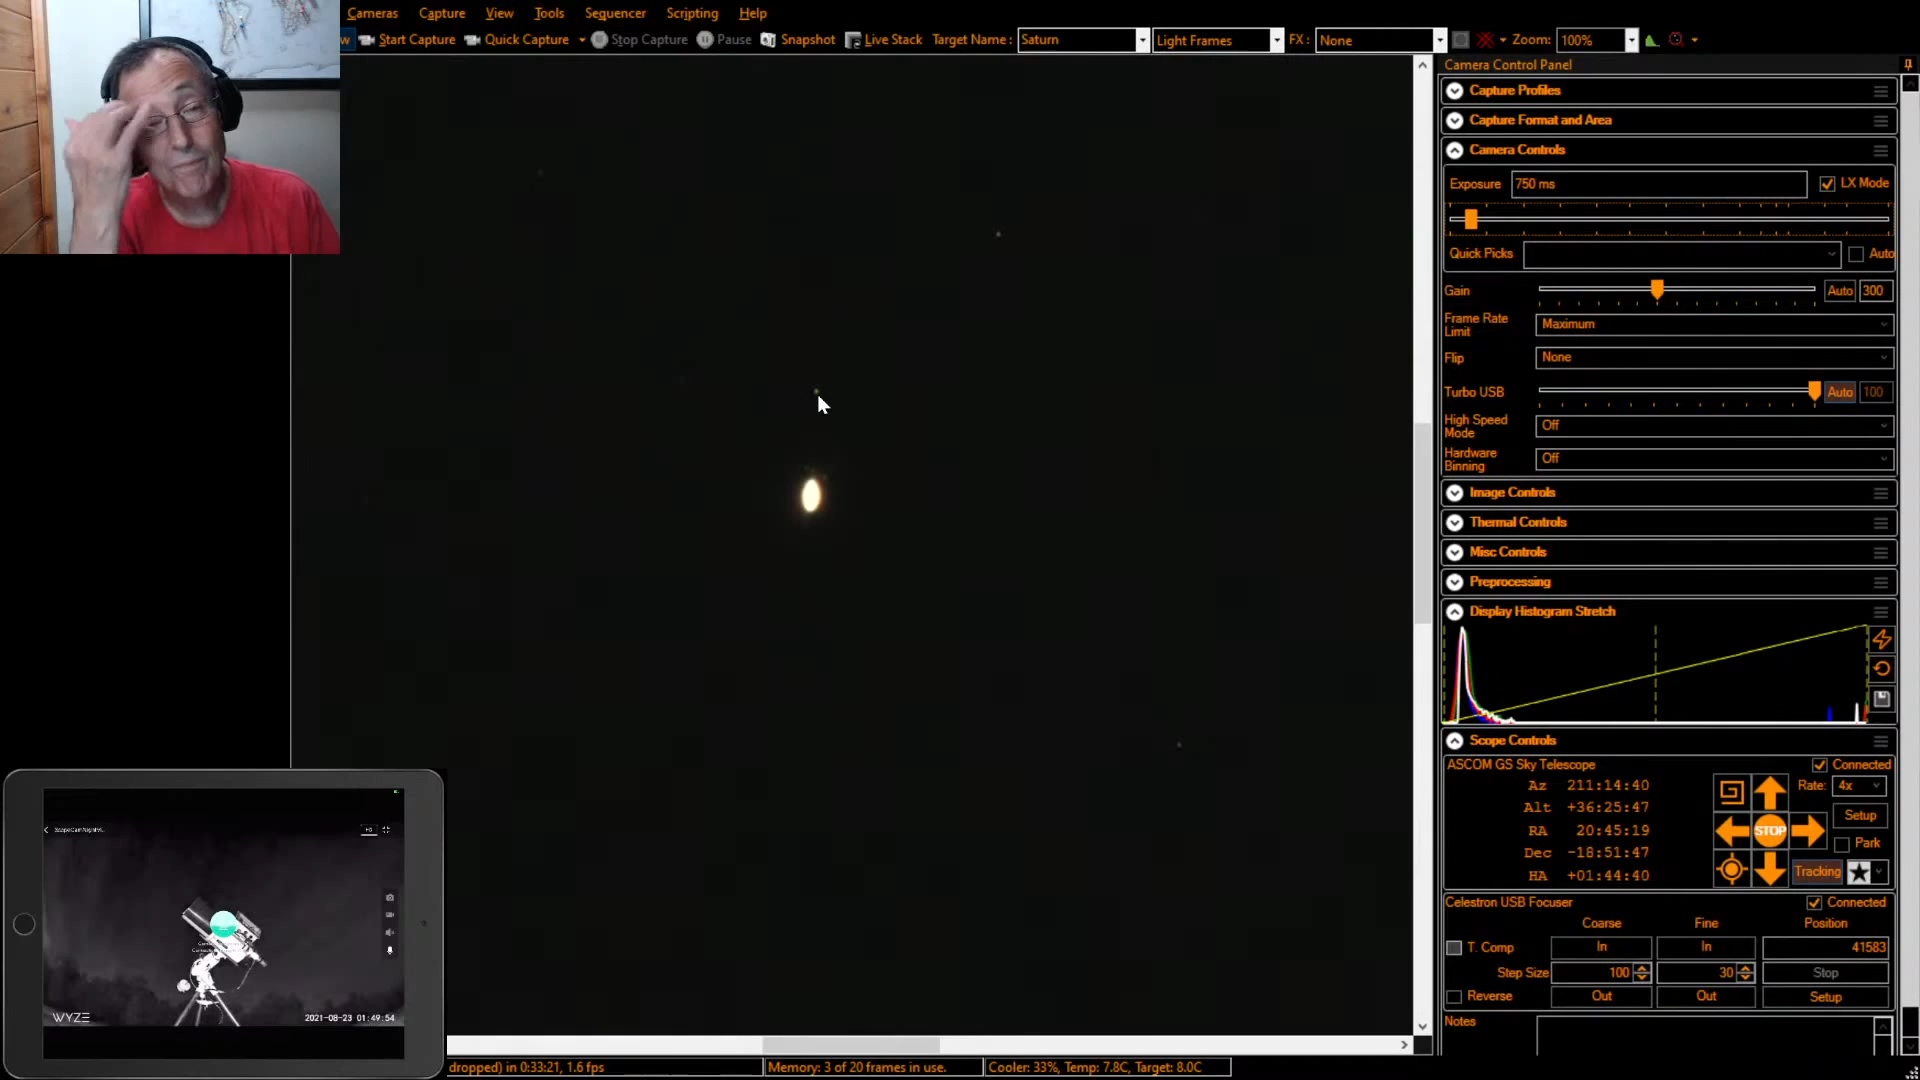 Cameras Capture View Tools Sequencer Scripting Help
Start Capture Quick Capture Stop Capture Pause Snapshot Live Stack Target Name : Saturn Light Frames FX : None Zoom: 100%
Camera Control Panel
Capture Profiles
Capture Format and Area
Camera Controls
Exposure 750 ms LX Mode
Quick Picks Auto
Gain Auto 300
Frame Rate Limit Maximum
Flip None
Turbo USB Auto 100
High Speed Mode Off
Hardware Binning Off
Image Controls
Thermal Controls
Misc Controls
Preprocessing
Display Histogram Stretch
Scope Controls
ASCOM GS Sky Telescope Connected
Az 211:14:40 Rate: 4x
Alt +36:25:47 Setup
RA 20:45:19 STOP
Dec -18:51:47 Park
HA +01:44:40 Tracking
Celestron USB Focuser Connected
Coarse Fine Position
T. Comp In In 41583
Step Size 100 30 Stop
Reverse Out Out Setup
Notes
WYZE 2021-08-23 01:49:54
dropped) in 0:33:21, 1.6 fps Memory: 3 of 20 frames in use. Cooler: 33%, Temp: 7.8C, Target: 8.0C